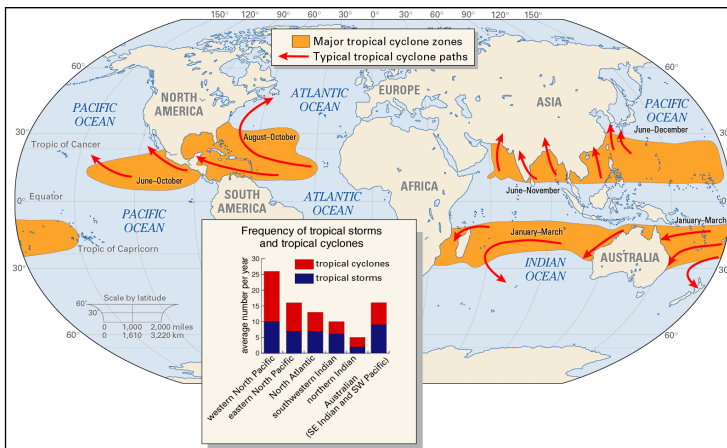 Major tropical cyclone zones
Typical tropical cyclone paths
180°
150°
120°
90°
60°
30°
0°
30°
60°
90°
120°
150°
180°
60°
60°
NORTH
AMERICA
ATLANTIC
OCEAN
EUROPE
ASIA
PACIFIC
OCEAN
PACIFIC
OCEAN
30°
30°
August–October
June–December
Tropic of Cancer
June–October
June–November
Equator
0°
0°
SOUTH
AMERICA
ATLANTIC
OCEAN
AFRICA
PACIFIC
OCEAN
January–March
January–March
Tropic of Capricorn
INDIAN
OCEAN
AUSTRALIA
30°
30°
60°
60°
Scale by latitude
60°
30
0
0 1,000 2,000 miles
0 1,610 3,220 km
Frequency of tropical storms
and tropical cyclones
tropical cyclones
tropical storms
average number per year
30
25
20
15
10
5
0
western North Pacific
eastern North Pacific
North Atlantic
southwestern Indian
northern Indian
Australian
(SE Indian and SW Pacific)